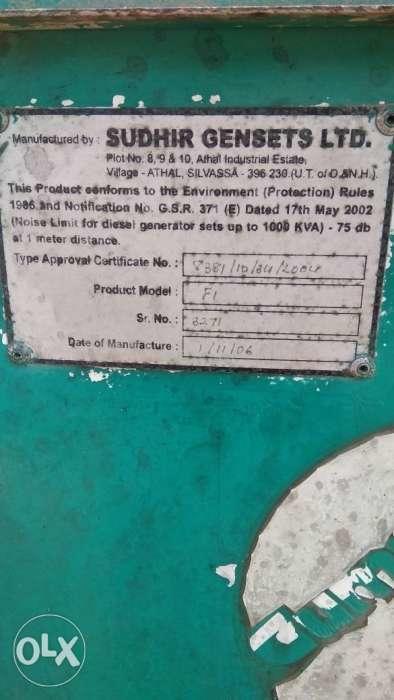 Manufactured by : SUDHIR GENSETS LTD.
Plot No. 8, 9 & 10, Athal Industrial Estate,
Village - ATHAL, SILVASSA - 396 230 (U.T. of D.&N.H.)
This Product conforms to the Environment (Protection) Rules
1986 and Notification No. G.S.R. 371 (E) Dated 17th May 2002
(Noise Limit for diesel generator sets up to 1000 KVA) - 75 db
at 1 meter distance.
Type Approval Certificate No. :
Product Model : F1
Sr. No. : 3271
Date of Manufacture : 1/11/06
OLX